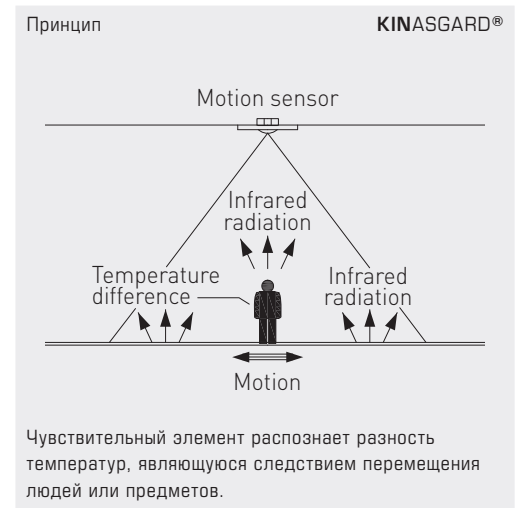 Принцип KINASGARD®
Motion sensor
Infrared
radiation
Temperature
difference
Infrared
radiation
Motion
Чувствительный элемент распознает разность
температур, являющуюся следствием перемещения
людей или предметов.